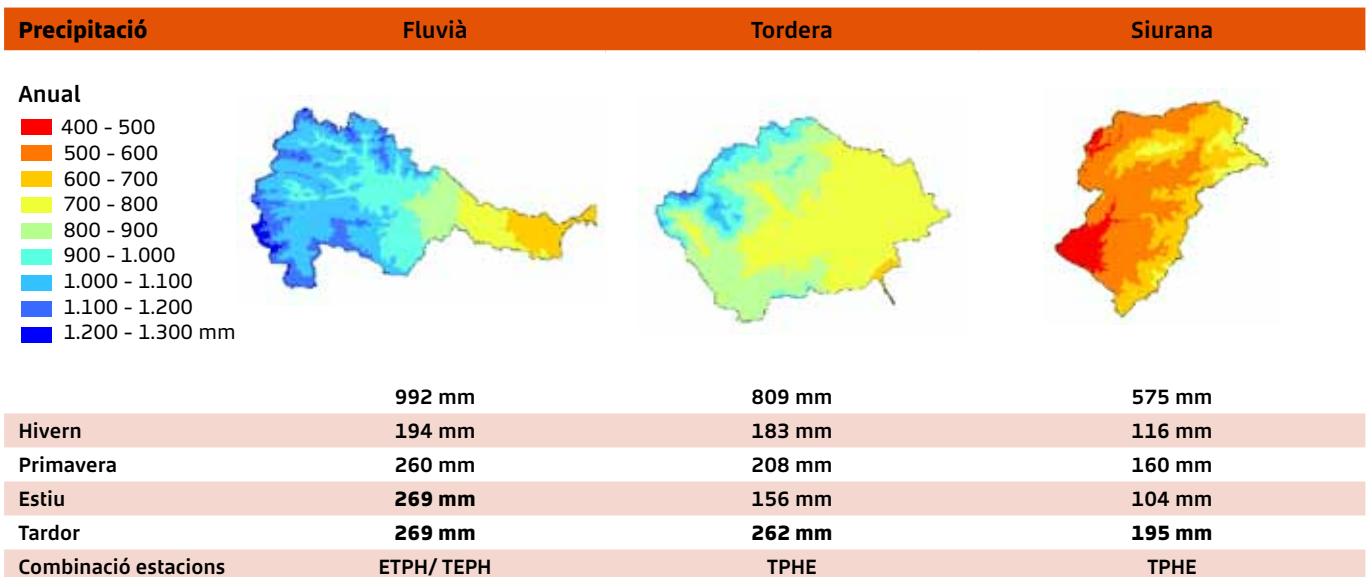 Precipitació Fluvià Tordera Siurana
Anual
400 - 500
500 - 600
600 - 700
700 - 800
800 - 900
900 - 1.000
1.000 - 1.100
1.100 - 1.200
1.200 - 1.300 mm
992 mm 809 mm 575 mm
Hivern 194 mm 183 mm 116 mm
Primavera 260 mm 208 mm 160 mm
Estiu 269 mm 156 mm 104 mm
Tardor 269 mm 262 mm 195 mm
Combinació estacions ETPH/ TEPH TPHE TPHE